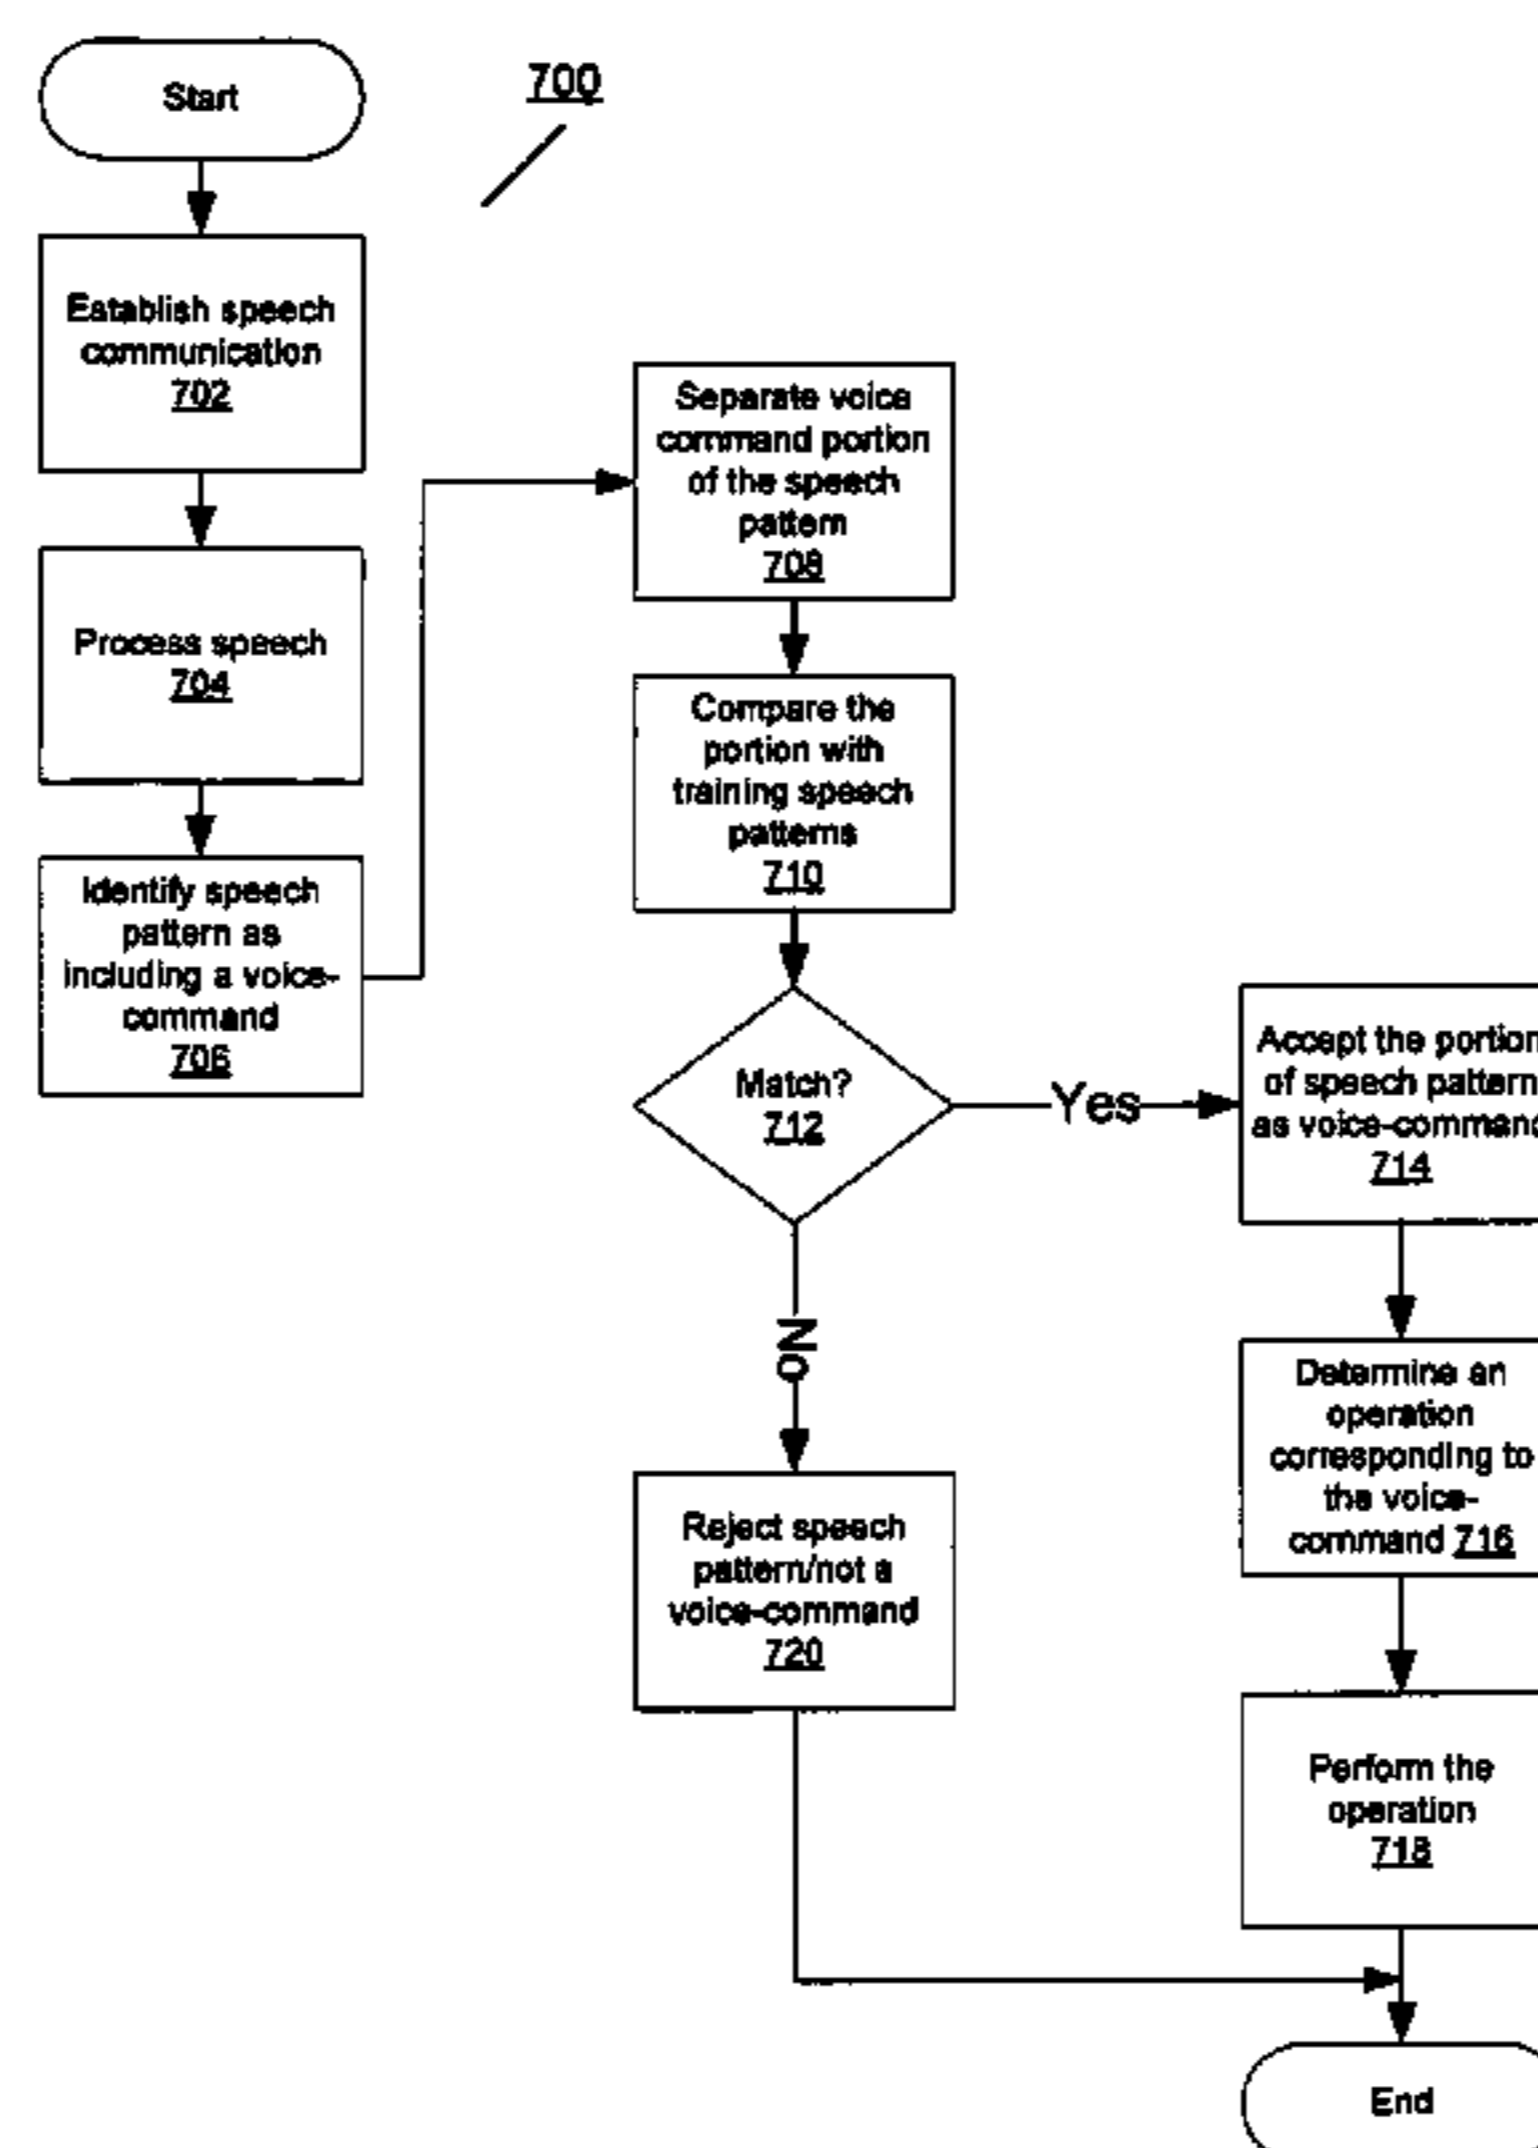 Start
700
Establish speech
communication
702
Process speech
704
Identify speech
pattern as
including a voice-
command
706
Separate voice
command portion
of the speech
pattern
708
Compare the
portion with
training speech
patterns
710
Match?
712
Yes
No
Accept the portion
of speech pattern
as voice-command
714
Determine an
operation
corresponding to
the voice-
command 716
Perform the
operation
718
Reject speech
pattern/not a
voice-command
720
End